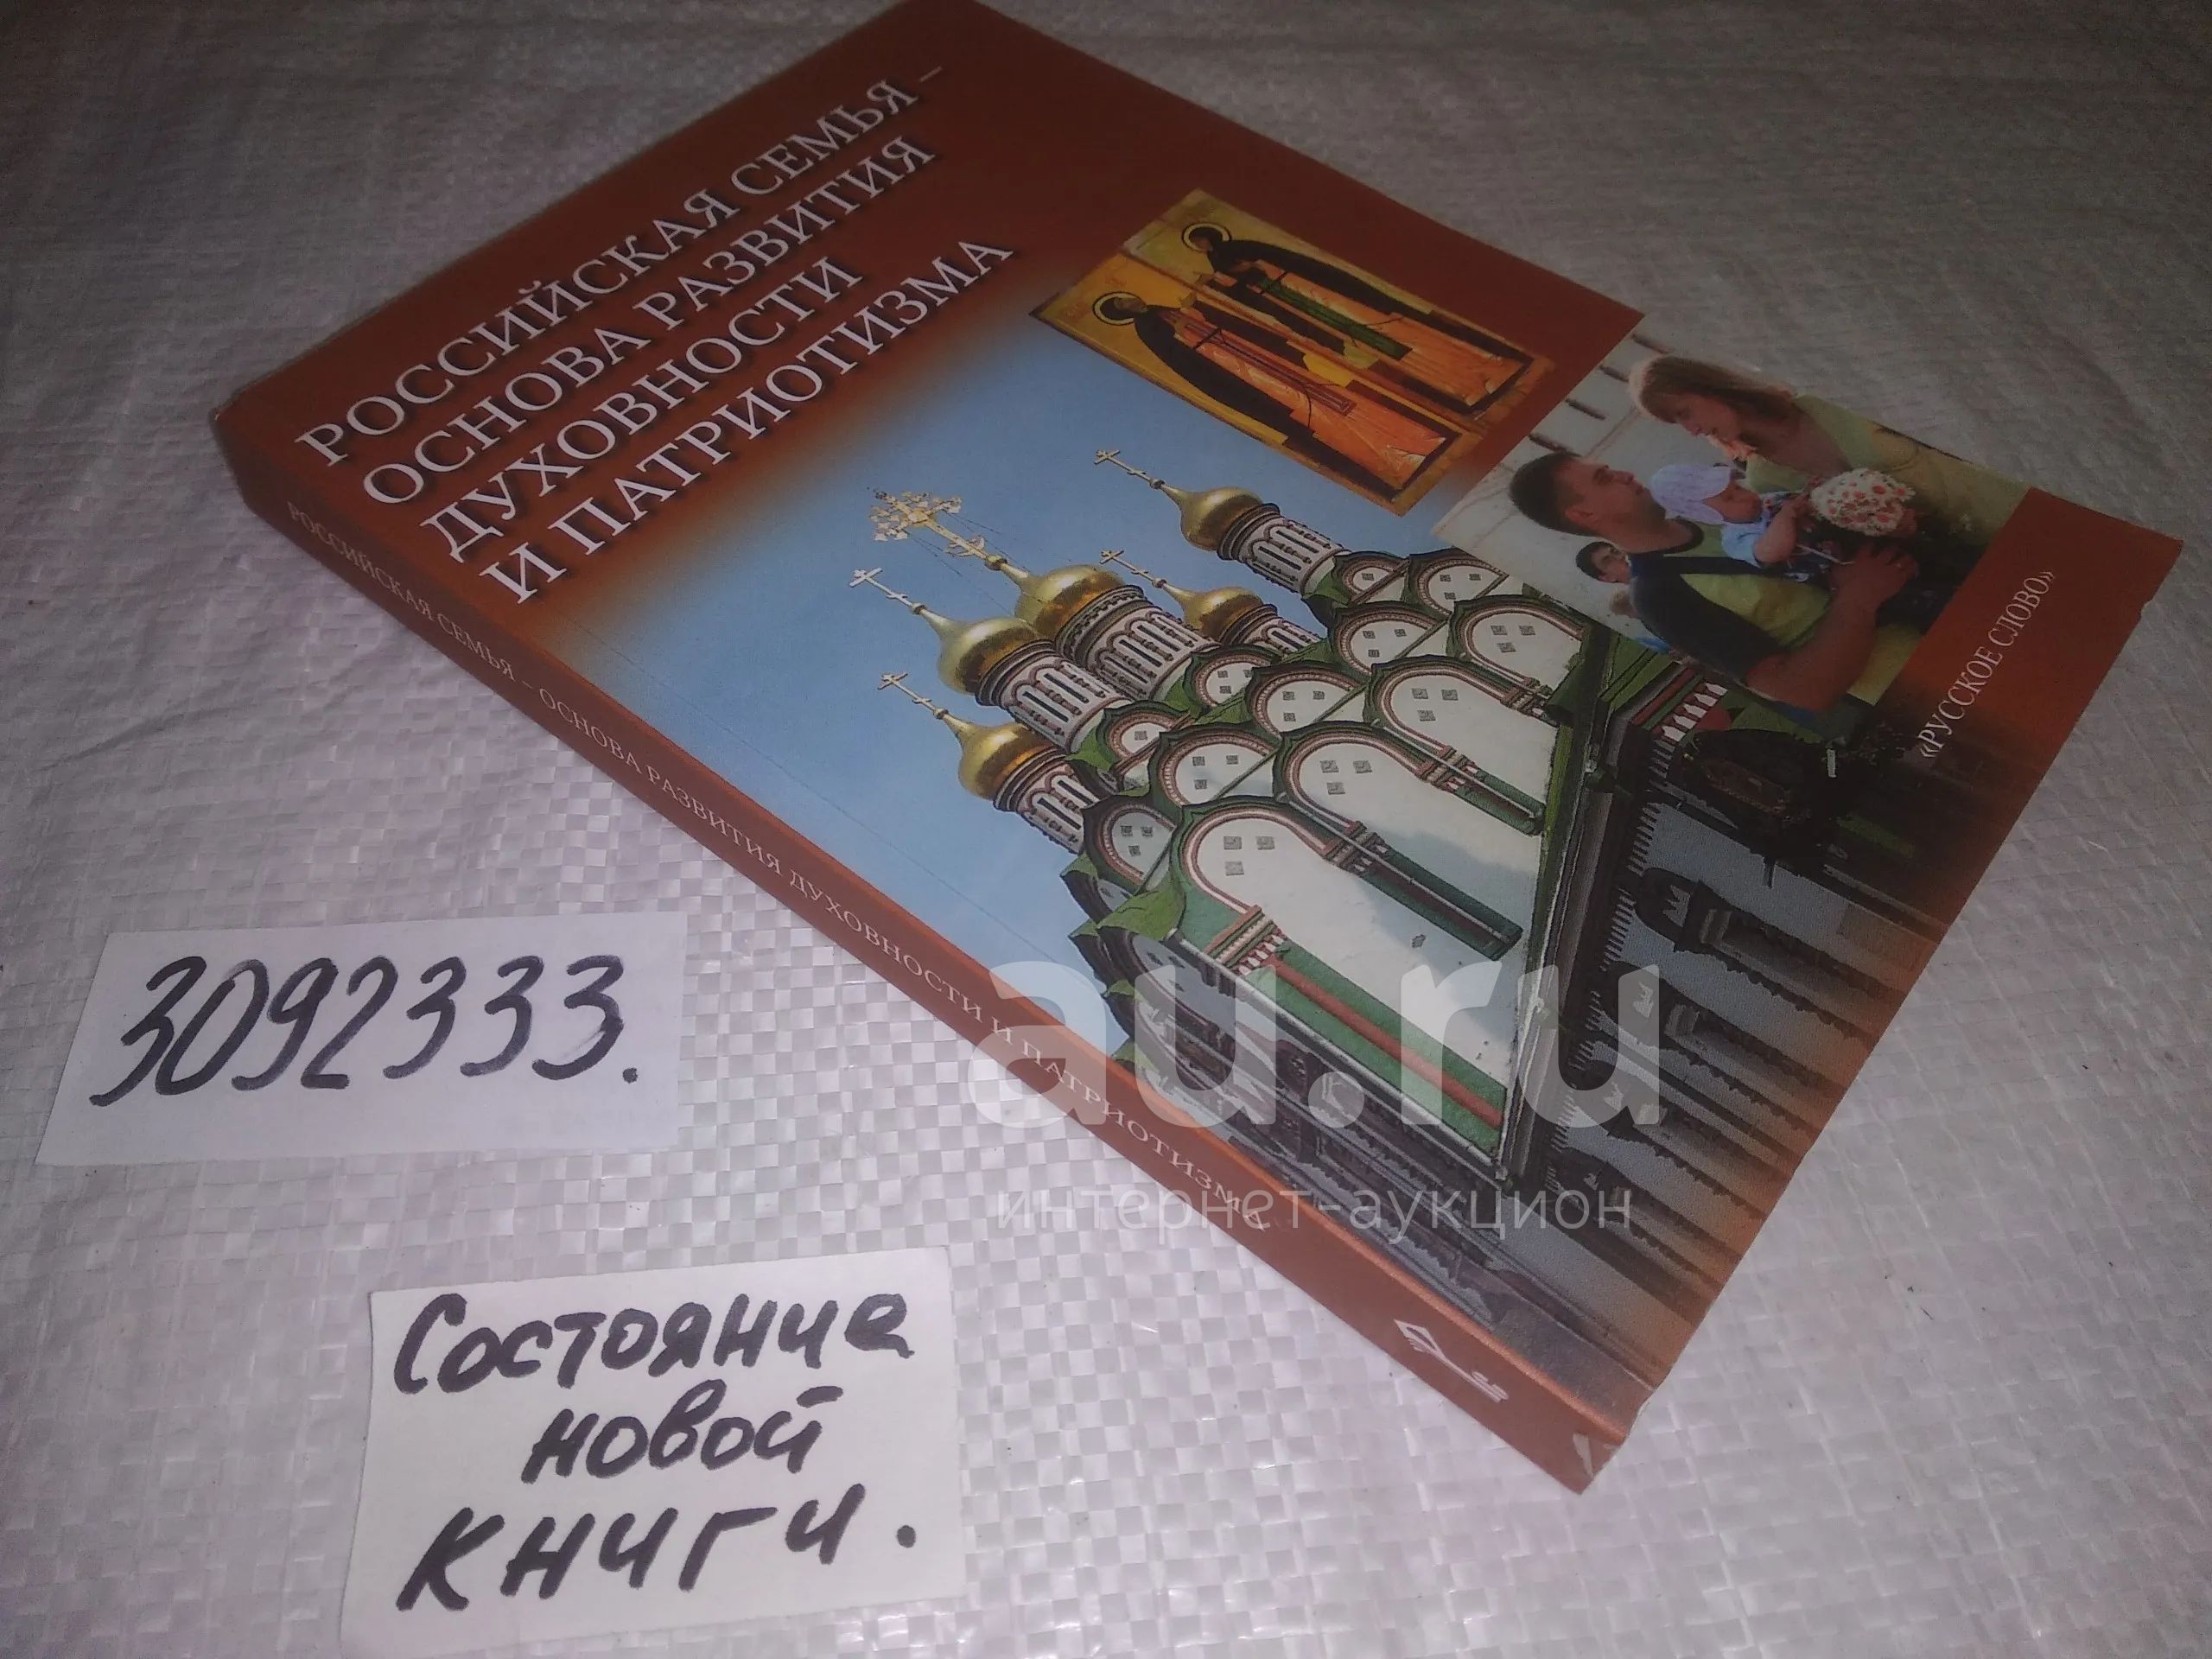 РОССИЙСКАЯ СЕМЬЯ –
ОСНОВА РАЗВИТИЯ
ДУХОВНОСТИ
И ПАТРИОТИЗМА
«РУССКОЕ СЛОВО»
РОССИЙСКАЯ СЕМЬЯ – ОСНОВА РАЗВИТИЯ ДУХОВНОСТИ И ПАТРИОТИЗМА
3092333.
au.ru
интернет-аукцион
Состояние
новой
книги.